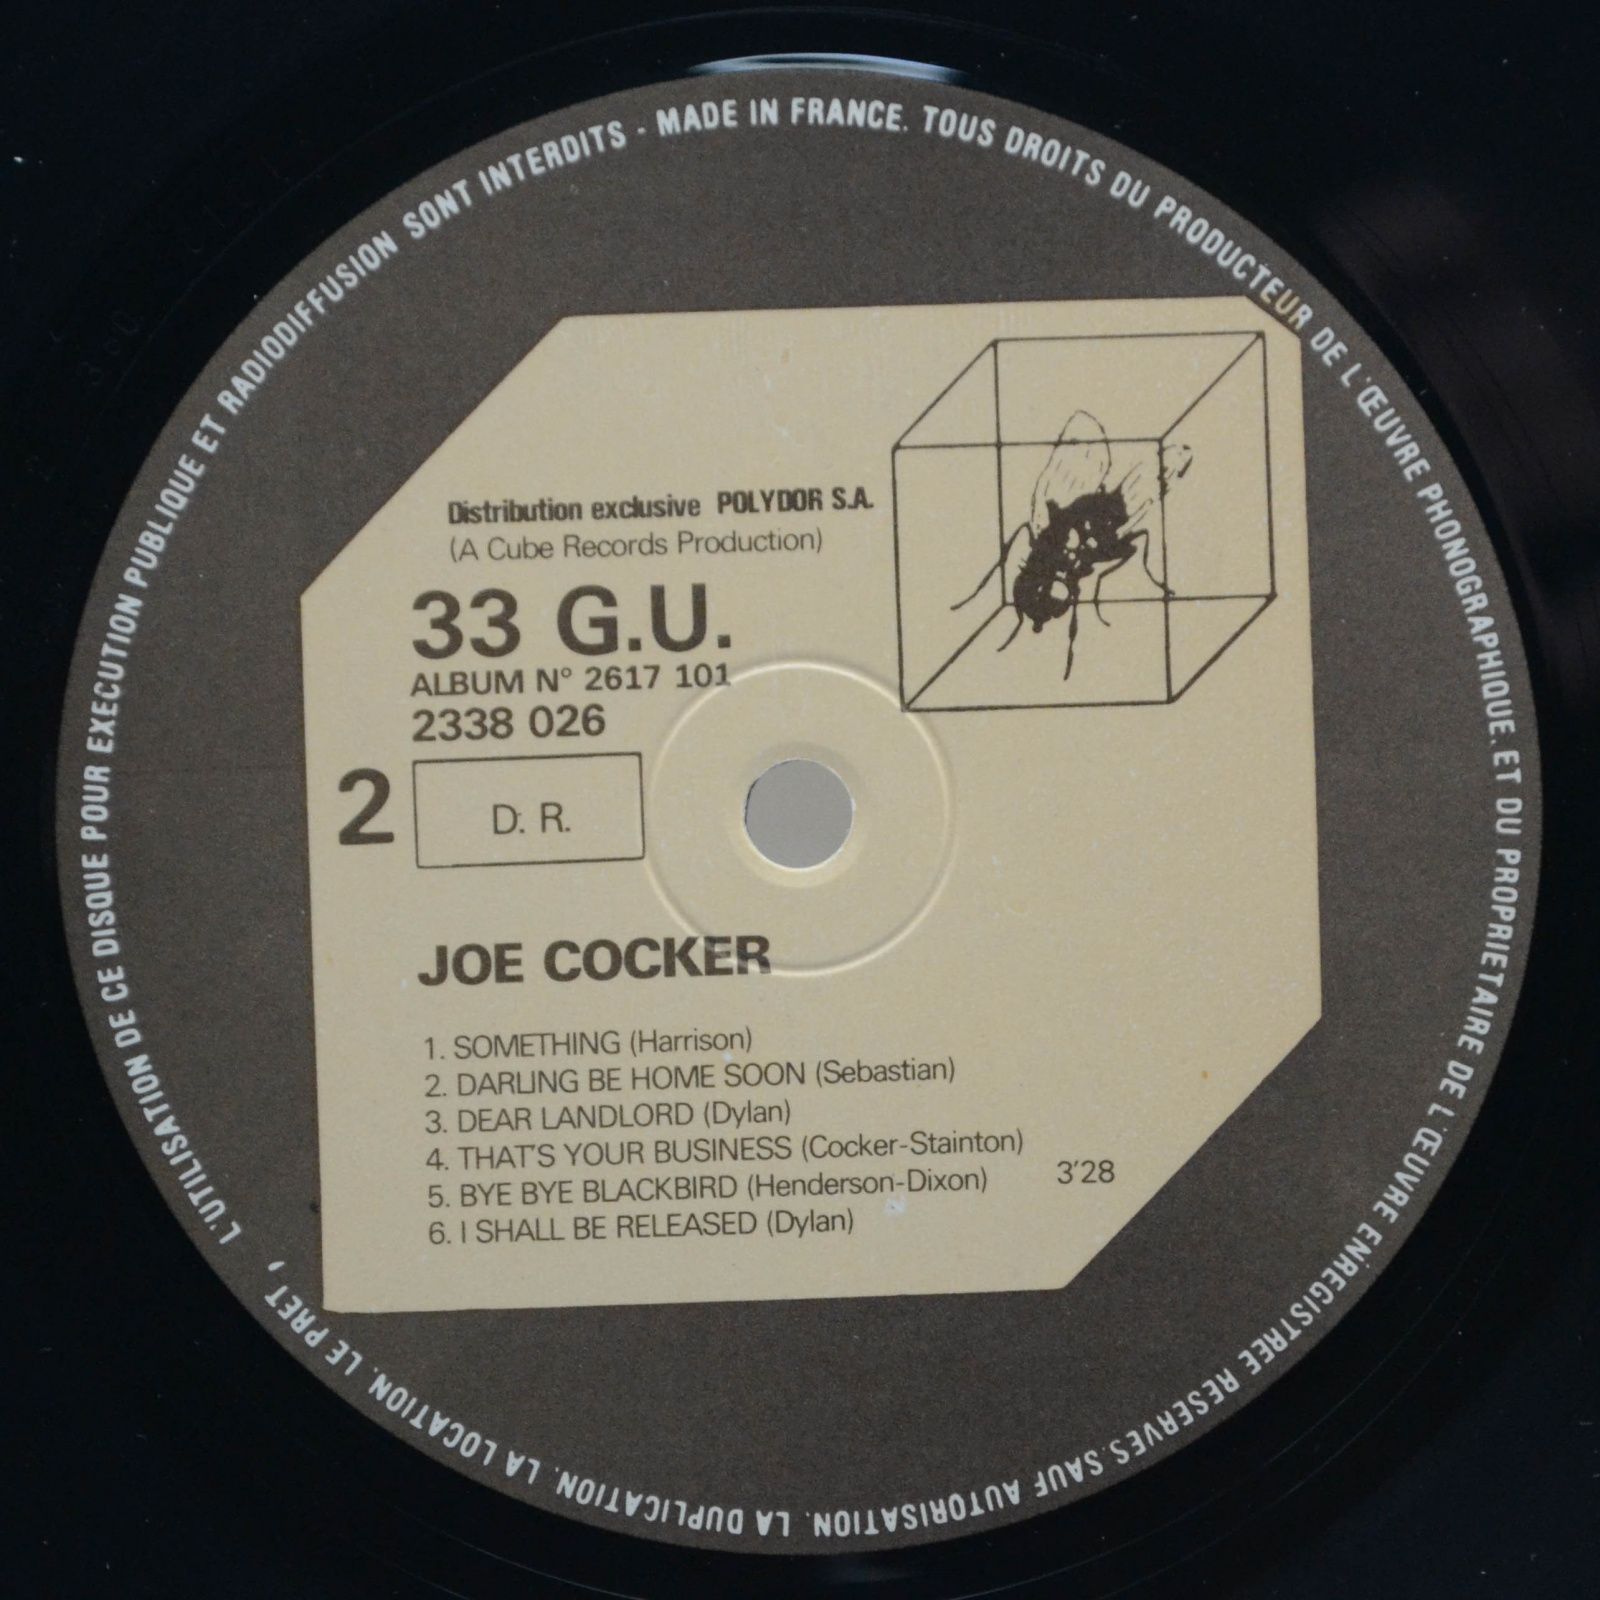 MADE IN FRANCE. TOUS DROITS DU PRODUCTEUR DE L'ŒUVRE PHONOGRAPHIQUE. ET DU PROPRIETAIRE DE L'ŒUVRE ENREGISTREE RESERVES. SAUF AUTORISATION. LA DUPLICATION. LA LOCATION. LE PRET, L'UTILISATION DE CE DISQUE POUR EXECUTION PUBLIQUE ET RADIODIFFUSION SONT INTERDITS -
Distribution exclusive POLYDOR S.A.
(A Cube Records Production)
33 G.U.
ALBUM N° 2617 101
2338 026
2 D. R.
JOE COCKER
1. SOMETHING (Harrison)
2. DARLING BE HOME SOON (Sebastian)
3. DEAR LANDLORD (Dylan)
4. THAT'S YOUR BUSINESS (Cocker-Stainton)
5. BYE BYE BLACKBIRD (Henderson-Dixon) 3'28
6. I SHALL BE RELEASED (Dylan)